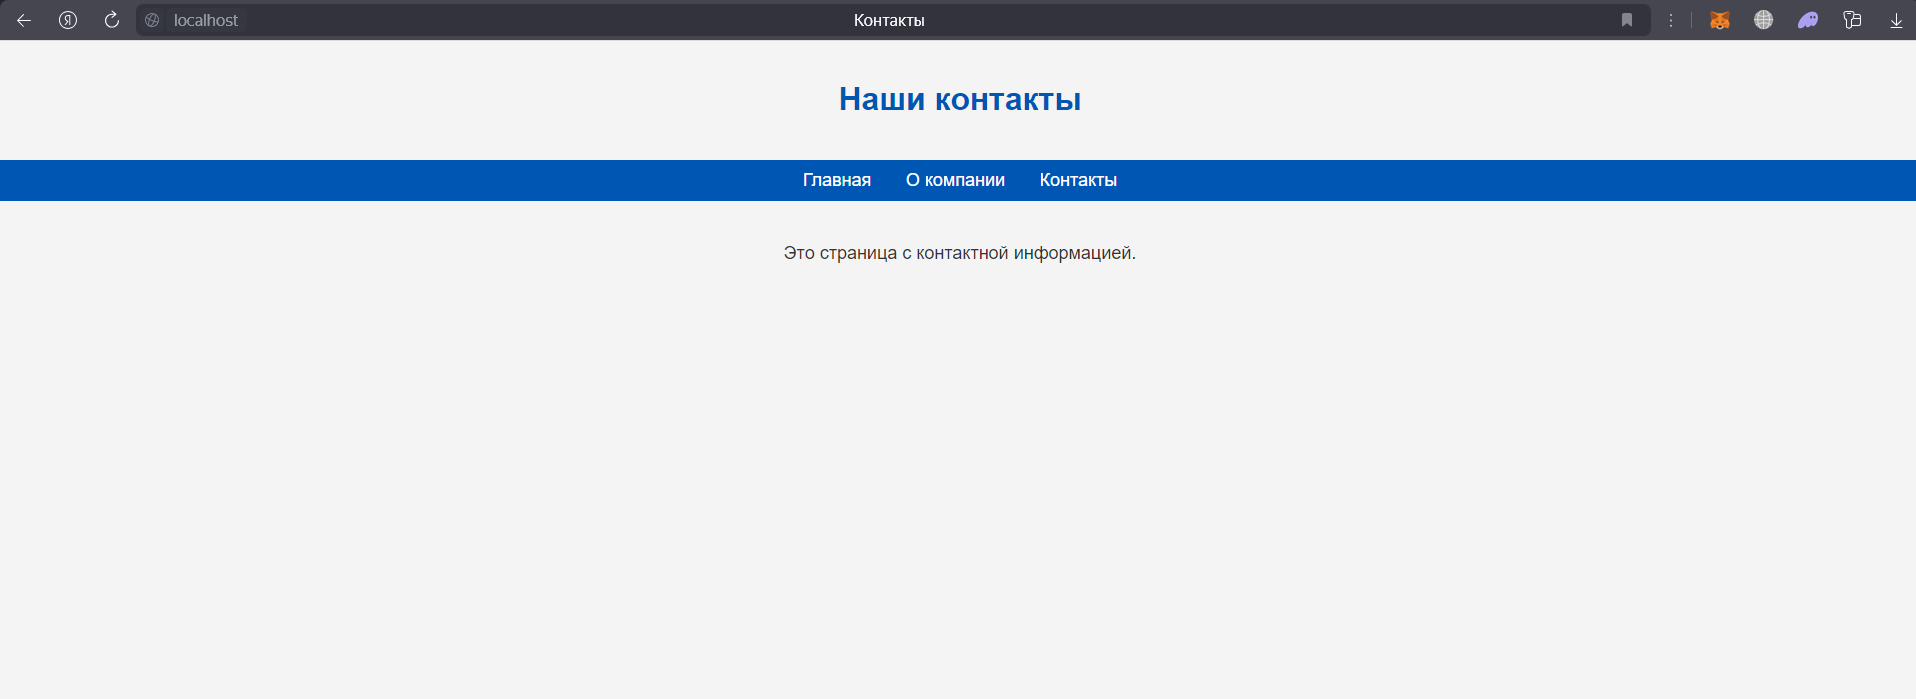 localhost
Контакты
Наши контакты
Главная О компании Контакты
Это страница с контактной информацией.